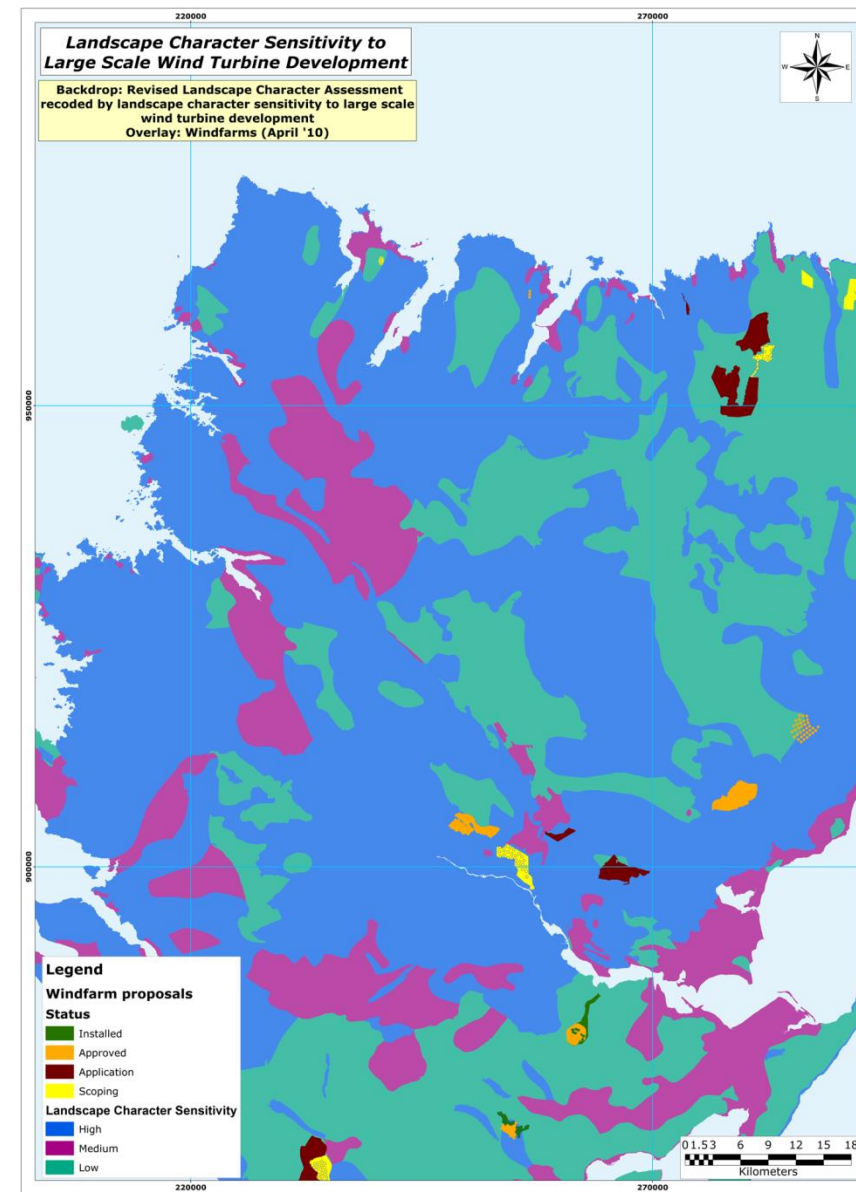 220000
270000
Landscape Character Sensitivity to
Large Scale Wind Turbine Development
Backdrop: Revised Landscape Character Assessment
recoded by landscape character sensitivity to large scale
wind turbine development
Overlay: Windfarms (April '10)
N
W
E
S
950000
900000
Legend
Windfarm proposals
Status
Installed
Approved
Application
Scoping
Landscape Character Sensitivity
High
Medium
Low
0 1.5 3 6 9 12 15 18
Kilometers
220000
270000